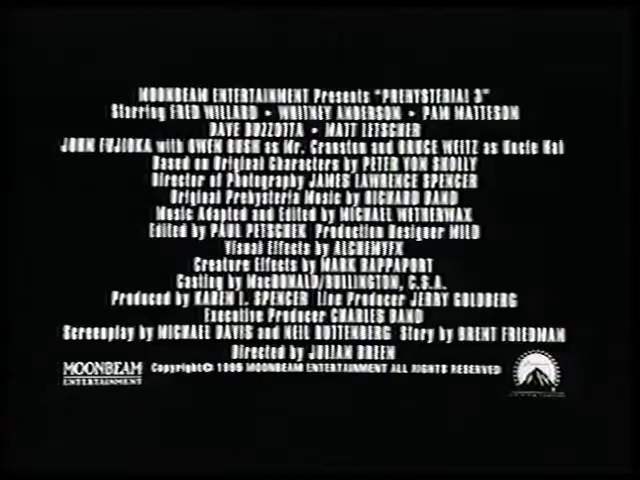 MOONBEAM ENTERTAINMENT Presents "PREHYSTERIA! 3"
Starring FRED WILLARD • WHITNEY ANDERSON • PAM MATTESON
DAVE BUZZOTTA • MATT LETSCHER
JOHN FUJIOKA with OWEN BUSH as Mr. Cranston and BRUCE WEITZ as Uncle Hal
Based on Original Characters by PETER VON SHOLLY
Director of Photography JAMES LAWRENCE SPENCER
Original Prehysteria Music by RICHARD BAND
Music Adapted and Edited by MICHAEL WETHERWAX
Edited by PAUL PETSCHEK Production Designer MILO
Visual Effects by ALCHEMYFX
Creature Effects by MARK RAPPAPORT
Casting by MacDONALD/BULLINGTON, C.S.A.
Produced by KAREN L. SPENCER Line Producer JERRY GOLDBERG
Executive Producer CHARLES BAND
Screenplay by MICHAEL DAVIS and NEIL RUTTENBERG Story by BRENT FRIEDMAN
Directed by JULIAN BREEN
MOONBEAM
ENTERTAINMENT
Copyright© 1995 MOONBEAM ENTERTAINMENT ALL RIGHTS RESERVED